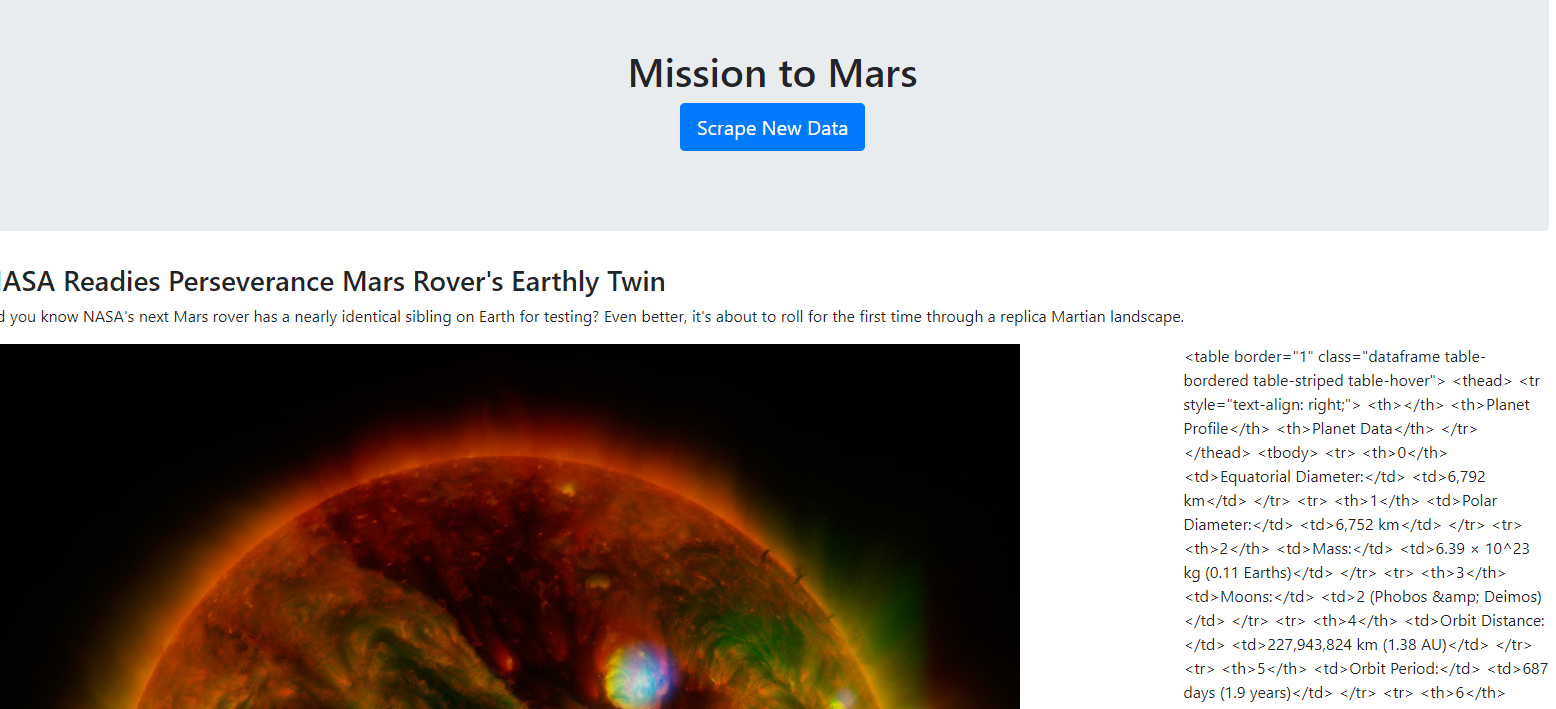 Mission to Mars
Scrape New Data
ASA Readies Perseverance Mars Rover's Earthly Twin
you know NASA's next Mars rover has a nearly identical sibling on Earth for testing? Even better, it's about to roll for the first time through a replica Martian landscape.
<table border="1" class="dataframe table-
bordered table-striped table-hover"> <thead> <tr
style="text-align: right;"> <th></th> <th>Planet
Profile</th> <th>Planet Data</th> </tr>
</thead> <tbody> <tr> <th>0</th>
<td>Equatorial Diameter:</td> <td>6,792
km</td> </tr> <tr> <th>1</th> <td>Polar
Diameter:</td> <td>6,752 km</td> </tr> <tr>
<th>2</th> <td>Mass:</td> <td>6.39 × 10^23
kg (0.11 Earths)</td> </tr> <tr> <th>3</th>
<td>Moons:</td> <td>2 (Phobos &amp; Deimos)
</td> </tr> <tr> <th>4</th> <td>Orbit Distance:
</td> <td>227,943,824 km (1.38 AU)</td> </tr>
<tr> <th>5</th> <td>Orbit Period:</td> <td>687
days (1.9 years)</td> </tr> <tr> <th>6</th>